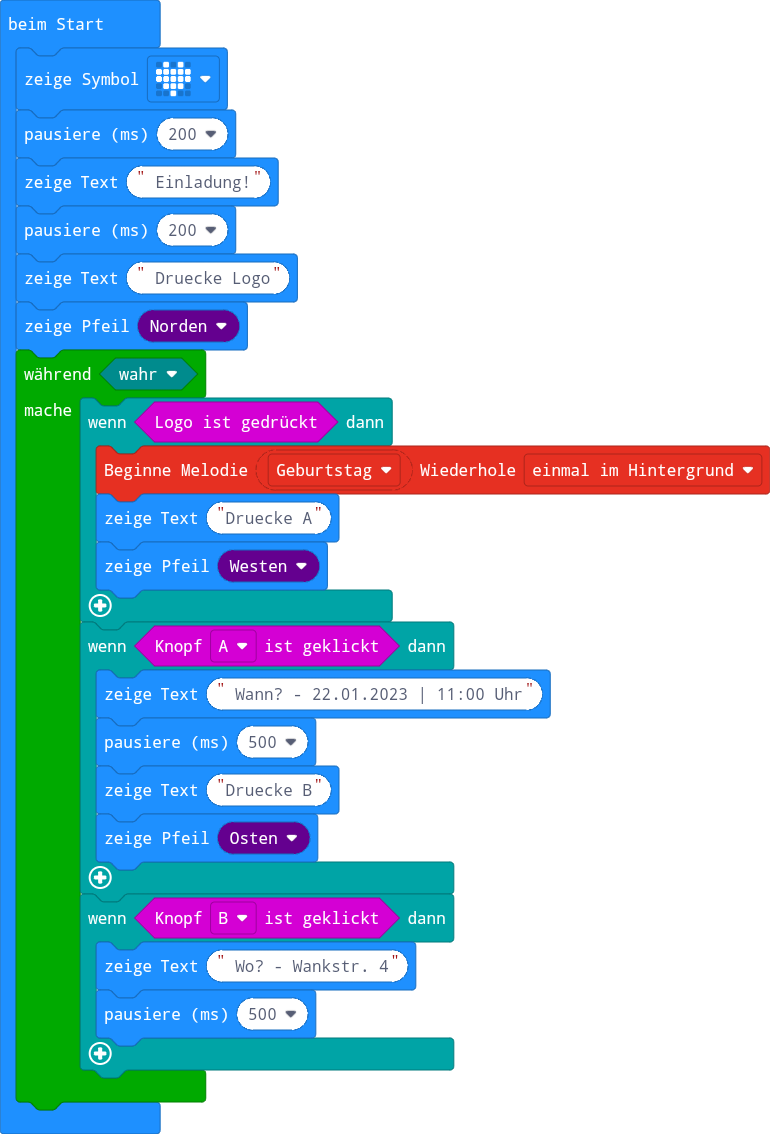 beim Start
zeige Symbol
pausiere (ms) 200
zeige Text " Einladung!"
pausiere (ms) 200
zeige Text " Druecke Logo"
zeige Pfeil Norden
während wahr
mache wenn Logo ist gedrückt dann
Beginne Melodie Geburtstag Wiederhole einmal im Hintergrund
zeige Text "Druecke A"
zeige Pfeil Westen
wenn Knopf A ist geklickt dann
zeige Text " Wann? - 22.01.2023 | 11:00 Uhr"
pausiere (ms) 500
zeige Text "Druecke B"
zeige Pfeil Osten
wenn Knopf B ist geklickt dann
zeige Text " Wo? - Wankstr. 4"
pausiere (ms) 500